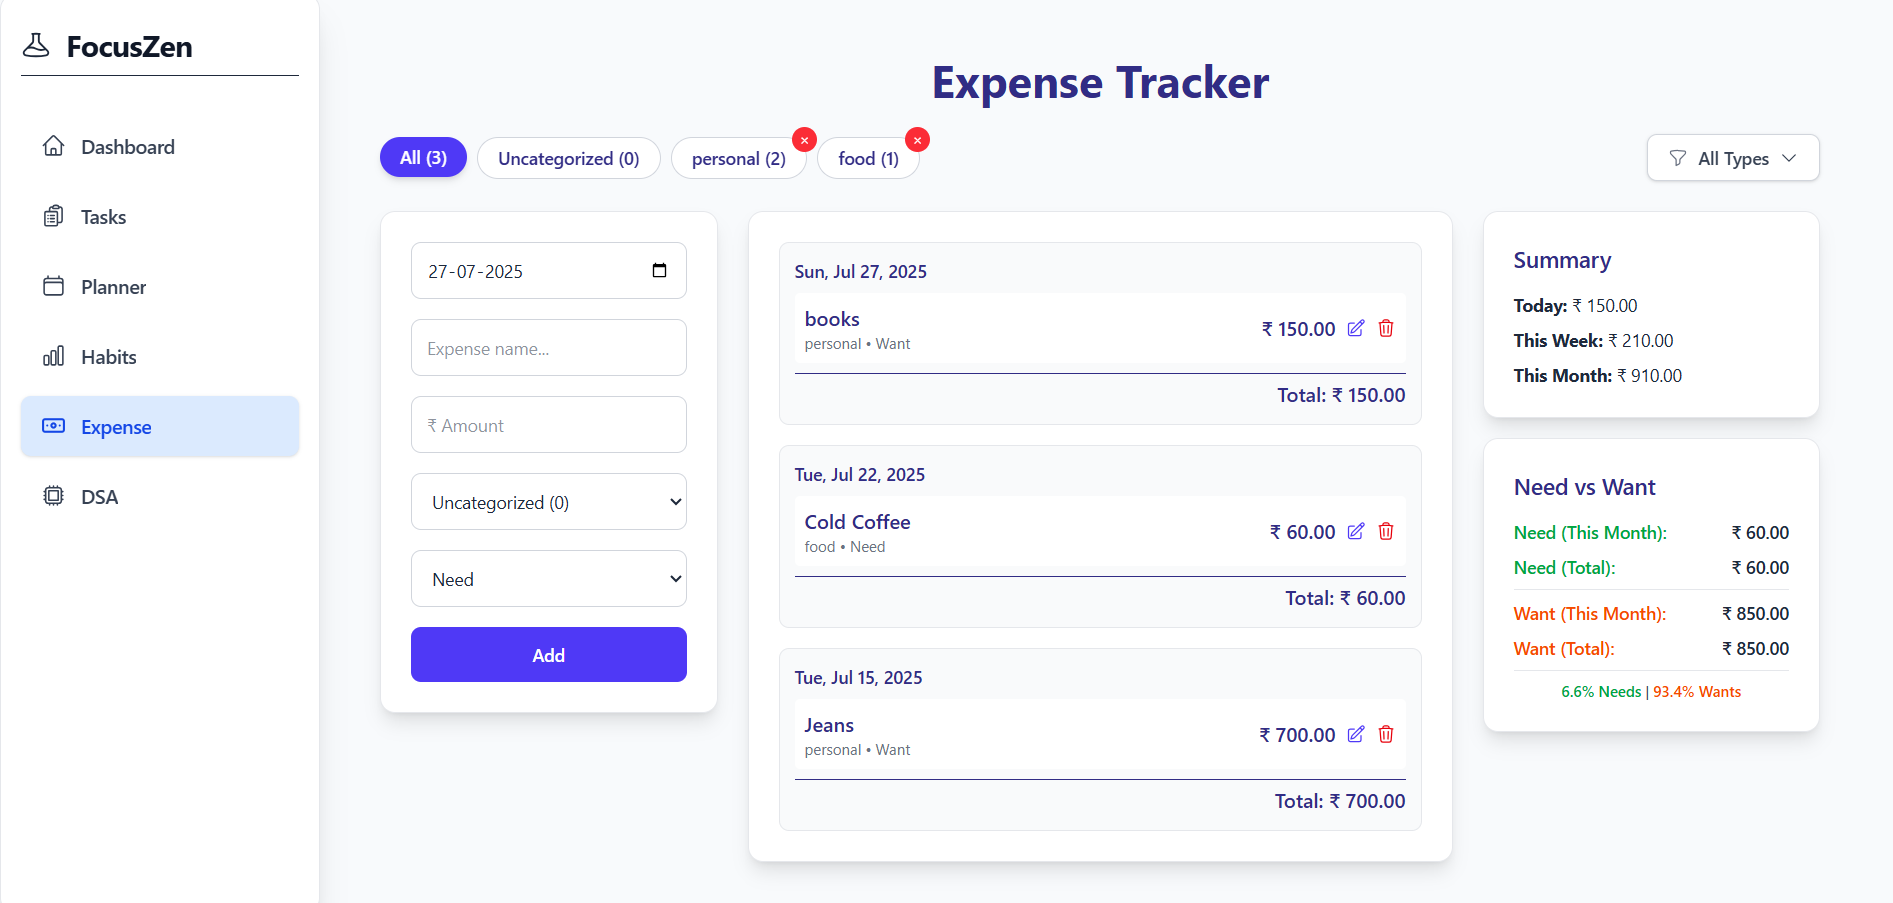 FocusZen
Dashboard
Tasks
Planner
Habits
Expense
DSA
Expense Tracker
All (3)
Uncategorized (0)
personal (2)
×
food (1)
×
All Types
27-07-2025
Expense name...
₹ Amount
Uncategorized (0)
Need
Add
Sun, Jul 27, 2025
books
personal • Want
₹ 150.00
Total: ₹ 150.00
Tue, Jul 22, 2025
Cold Coffee
food • Need
₹ 60.00
Total: ₹ 60.00
Tue, Jul 15, 2025
Jeans
personal • Want
₹ 700.00
Total: ₹ 700.00
Summary
Today: ₹ 150.00
This Week: ₹ 210.00
This Month: ₹ 910.00
Need vs Want
Need (This Month): ₹ 60.00
Need (Total): ₹ 60.00
Want (This Month): ₹ 850.00
Want (Total): ₹ 850.00
6.6% Needs | 93.4% Wants